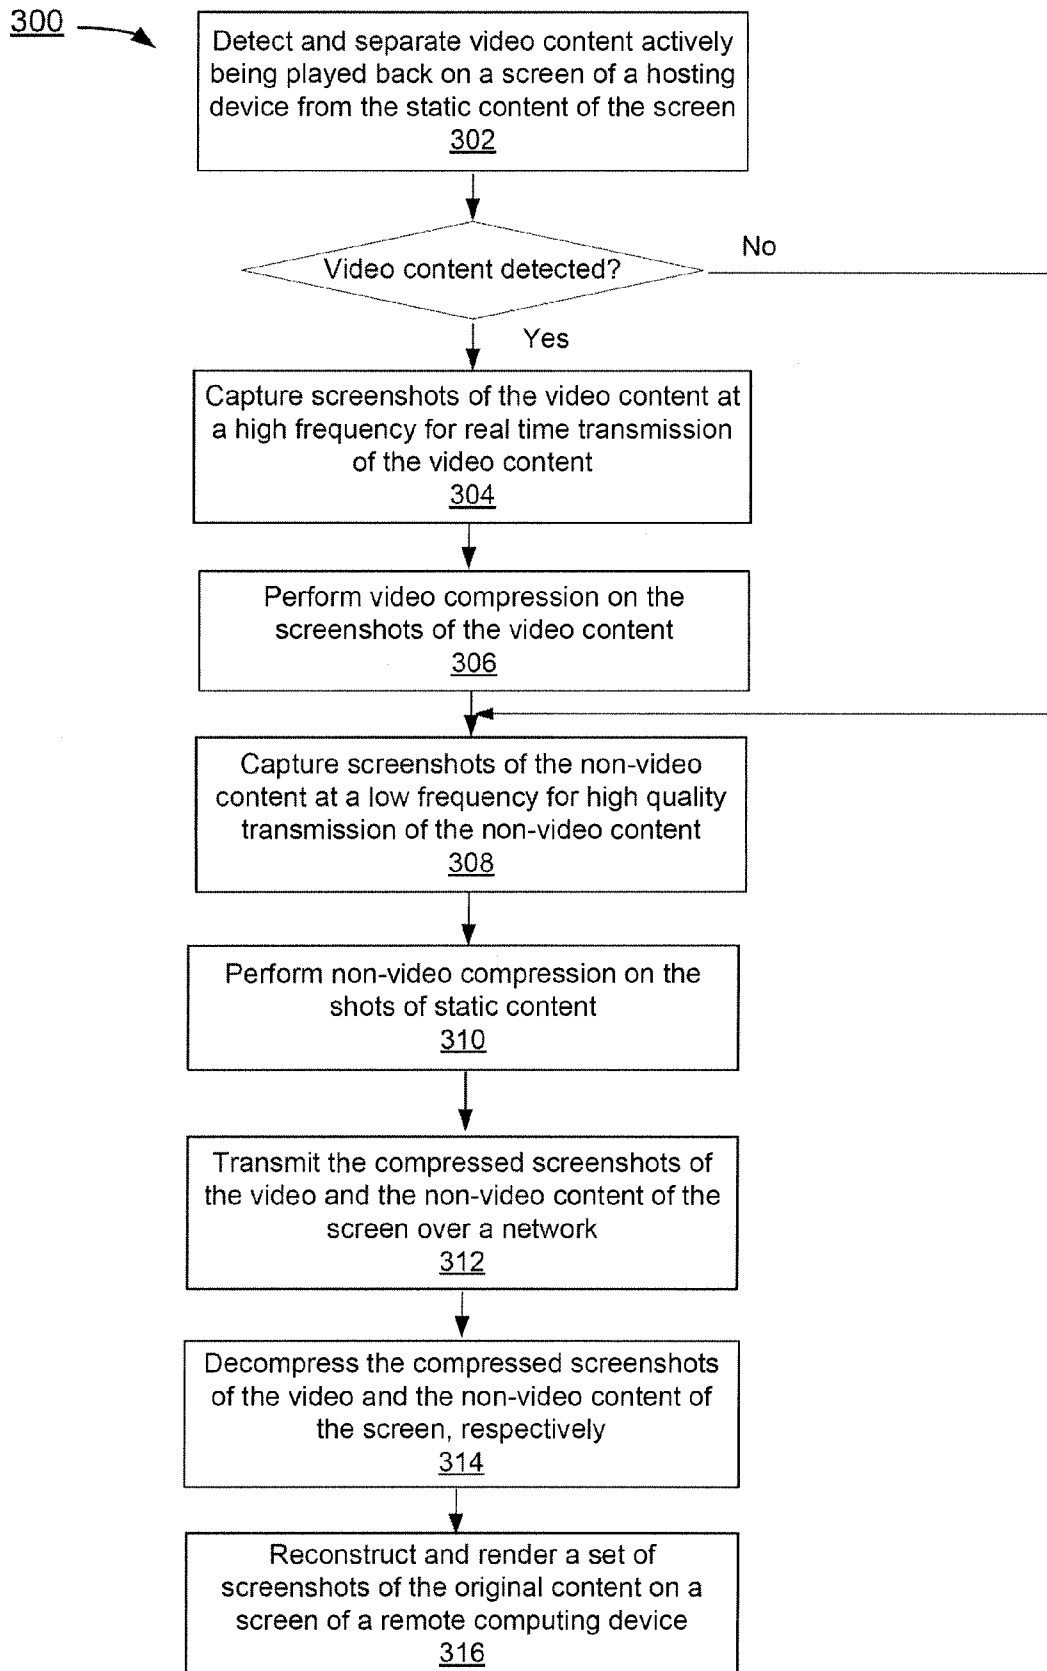 300
Detect and separate video content actively
being played back on a screen of a hosting
device from the static content of the screen
302
Video content detected?
No
Yes
Capture screenshots of the video content at
a high frequency for real time transmission
of the video content
304
Perform video compression on the
screenshots of the video content
306
Capture screenshots of the non-video
content at a low frequency for high quality
transmission of the non-video content
308
Perform non-video compression on the
shots of static content
310
Transmit the compressed screenshots of
the video and the non-video content of the
screen over a network
312
Decompress the compressed screenshots
of the video and the non-video content of
the screen, respectively
314
Reconstruct and render a set of
screenshots of the original content on a
screen of a remote computing device
316